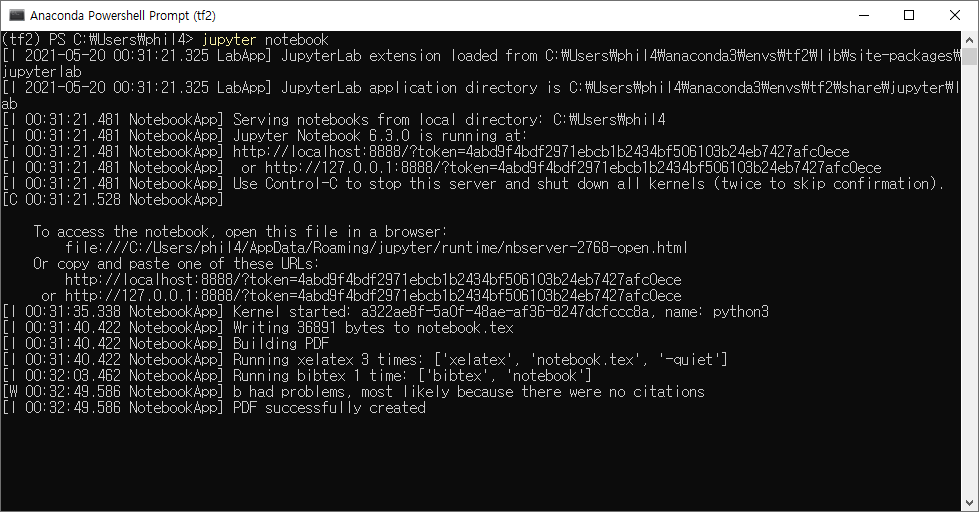 Anaconda Powershell Prompt (tf2)
(tf2) PS C:₩Users₩phil4> jupyter notebook
[I 2021-05-20 00:31:21.325 LabApp] JupyterLab extension loaded from C:₩Users₩phil4₩anaconda3₩envs₩tf2₩lib₩site-packages₩
jupyterlab
[I 2021-05-20 00:31:21.325 LabApp] JupyterLab application directory is C:₩Users₩phil4₩anaconda3₩envs₩tf2₩share₩jupyter₩l
ab
[I 00:31:21.481 NotebookApp] Serving notebooks from local directory: C:₩Users₩phil4
[I 00:31:21.481 NotebookApp] Jupyter Notebook 6.3.0 is running at:
[I 00:31:21.481 NotebookApp] http://localhost:8888/?token=4abd9f4bdf2971ebcb1b2434bf506103b24eb7427afc0ece
[I 00:31:21.481 NotebookApp]  or http://127.0.0.1:8888/?token=4abd9f4bdf2971ebcb1b2434bf506103b24eb7427afc0ece
[I 00:31:21.481 NotebookApp] Use Control-C to stop this server and shut down all kernels (twice to skip confirmation).
[C 00:31:21.528 NotebookApp]
To access the notebook, open this file in a browser:
file:///C:/Users/phil4/AppData/Roaming/jupyter/runtime/nbserver-2768-open.html
Or copy and paste one of these URLs:
http://localhost:8888/?token=4abd9f4bdf2971ebcb1b2434bf506103b24eb7427afc0ece
or http://127.0.0.1:8888/?token=4abd9f4bdf2971ebcb1b2434bf506103b24eb7427afc0ece
[I 00:31:35.338 NotebookApp] Kernel started: a322ae8f-5a0f-48ae-af36-8247dcfccc8a, name: python3
[I 00:31:40.422 NotebookApp] Writing 36891 bytes to notebook.tex
[I 00:31:40.422 NotebookApp] Building PDF
[I 00:31:40.422 NotebookApp] Running xelatex 3 times: ['xelatex', 'notebook.tex', '-quiet']
[I 00:32:03.462 NotebookApp] Running bibtex 1 time: ['bibtex', 'notebook']
[W 00:32:49.586 NotebookApp] b had problems, most likely because there were no citations
[I 00:32:49.586 NotebookApp] PDF successfully created